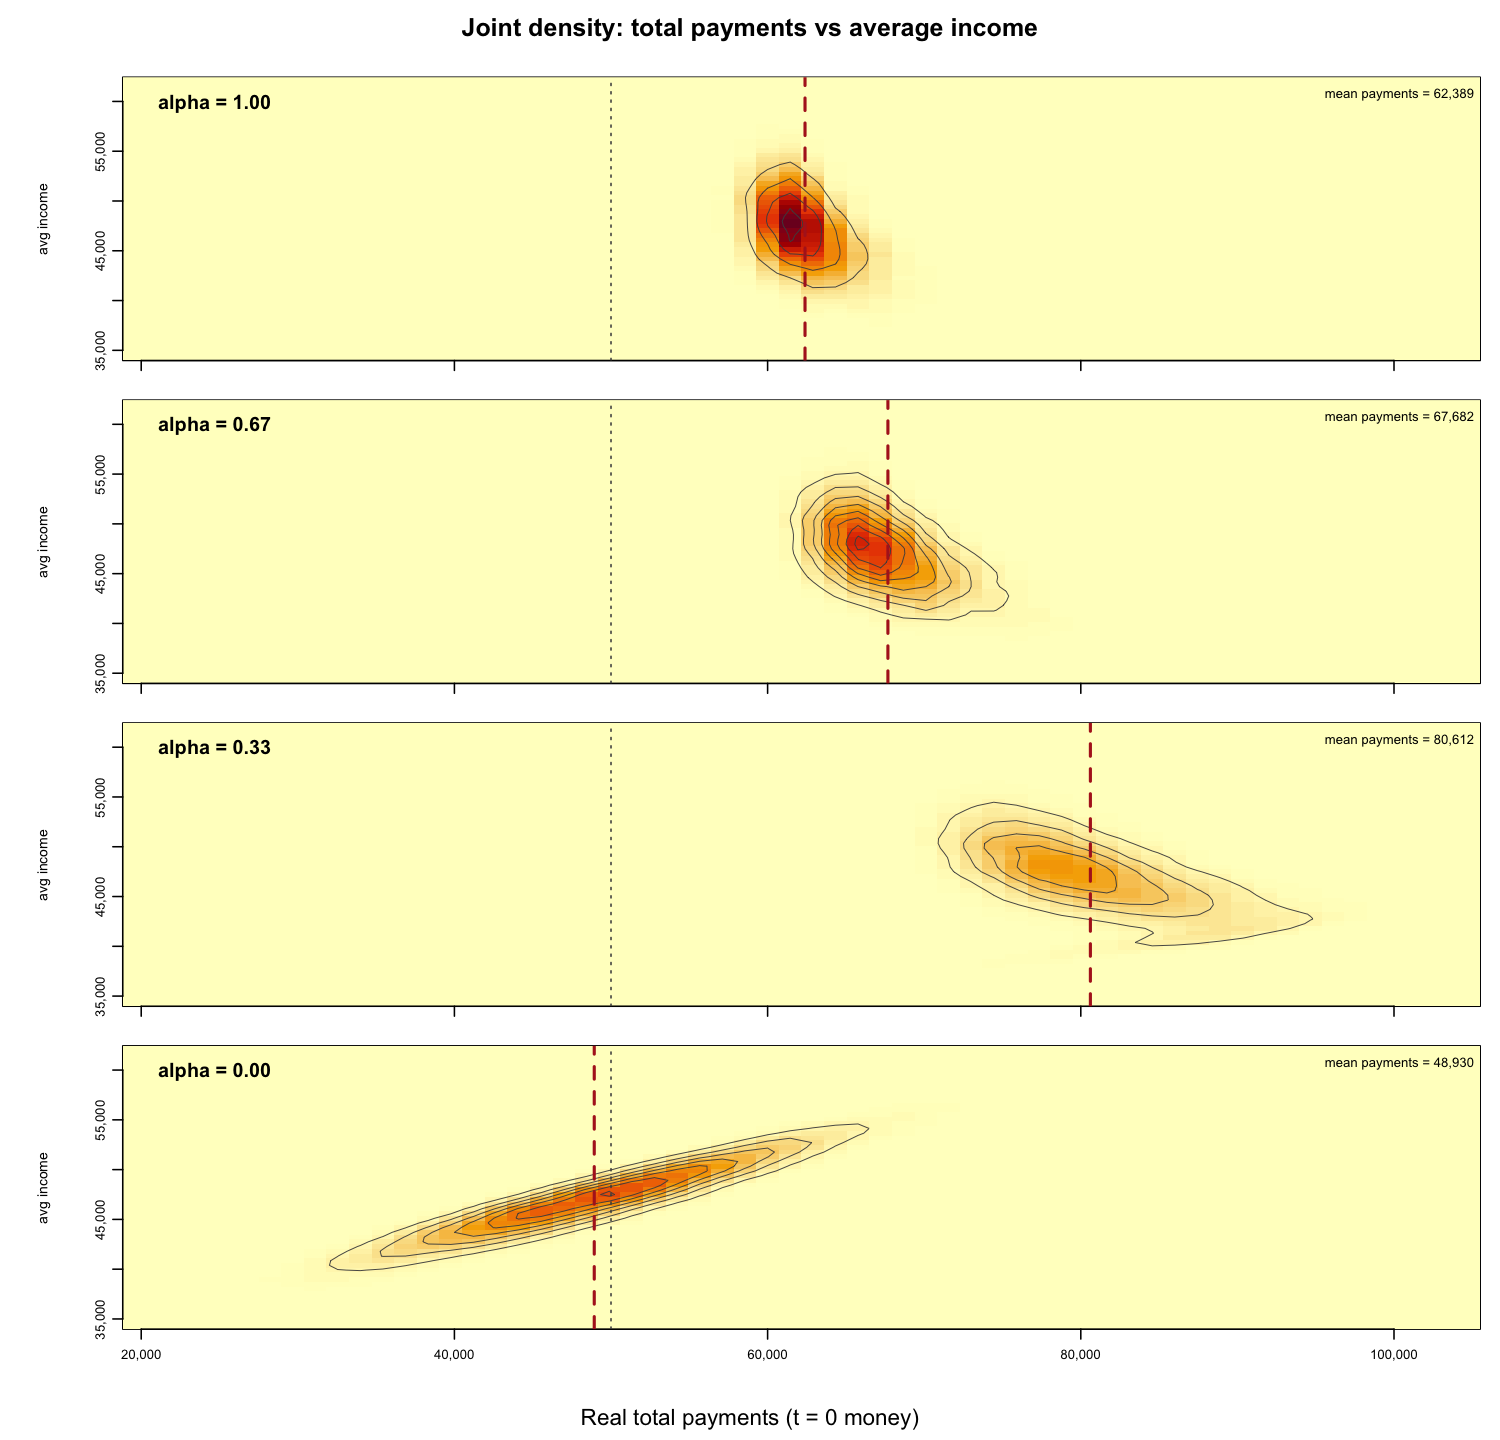 Joint density: total payments vs average income
alpha = 1.00
mean payments = 62,389
avg income
55,000
45,000
35,000
alpha = 0.67
mean payments = 67,682
avg income
55,000
45,000
35,000
alpha = 0.33
mean payments = 80,612
avg income
55,000
45,000
35,000
alpha = 0.00
mean payments = 48,930
avg income
55,000
45,000
35,000
20,000 40,000 60,000 80,000 100,000
Real total payments (t = 0 money)